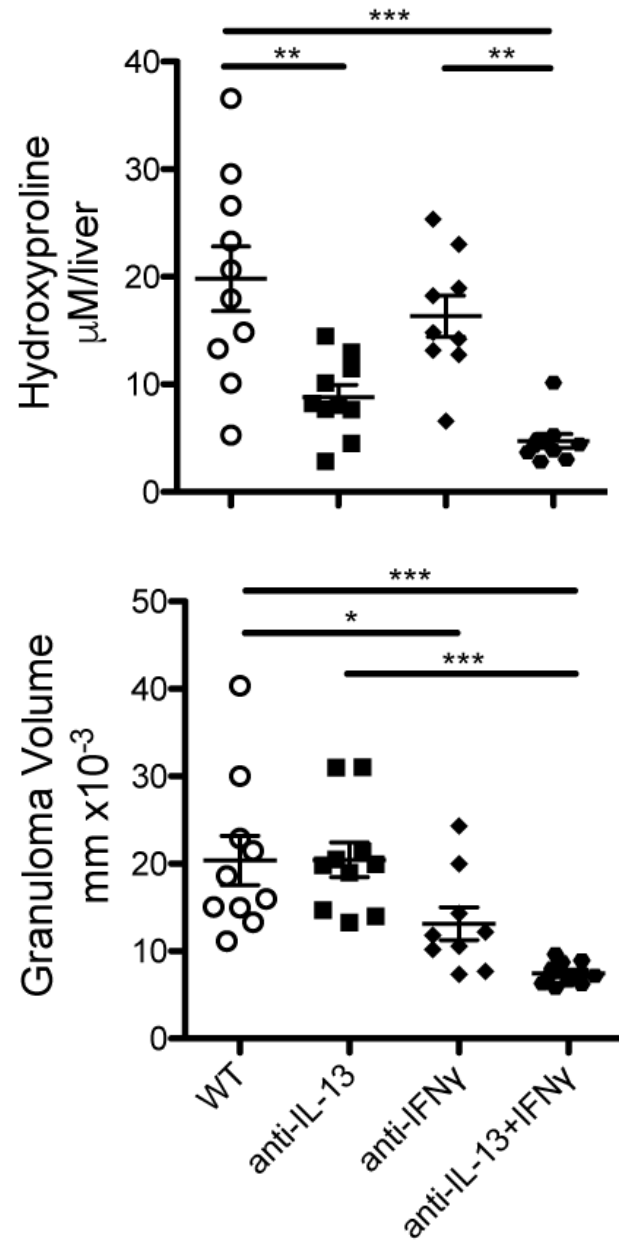 ***
**
**
40
30
20
10
0
Hydroxyproline
μM/liver
***
*
***
50
40
30
20
10
0
Granuloma Volume
mm x10⁻³
WT
anti-IL-13
anti-IFNγ
anti-IL-13+IFNγ